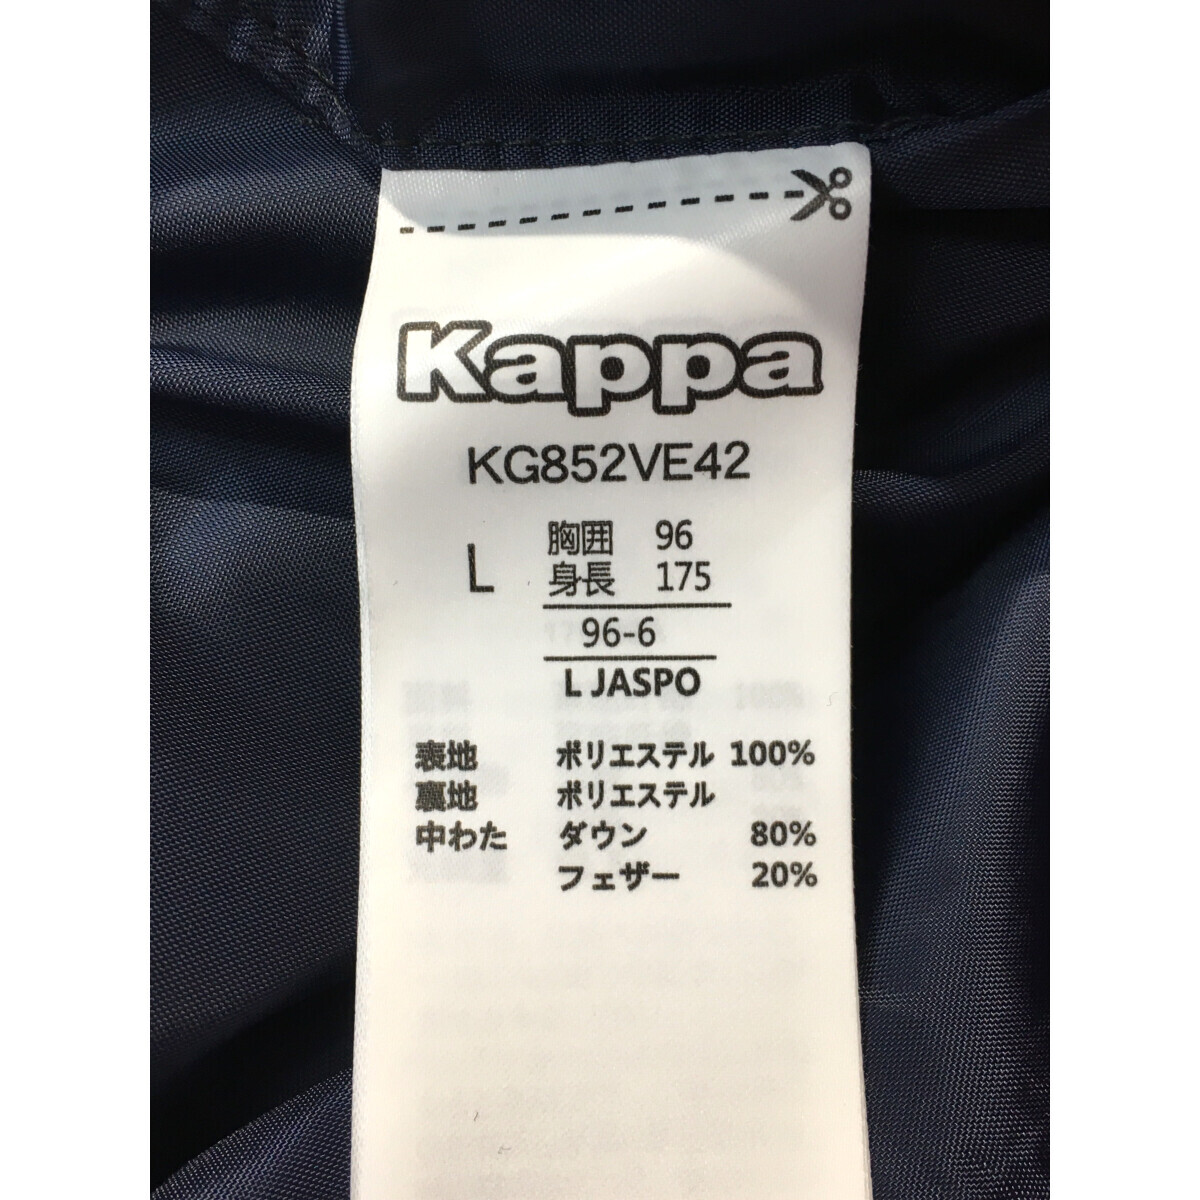 Kappa
KG852VE42
L 胸囲 96
身長 175
96-6
L JASPO
表地 ポリエステル 100%
裏地 ポリエステル
中わた ダウン 80%
フェザー 20%